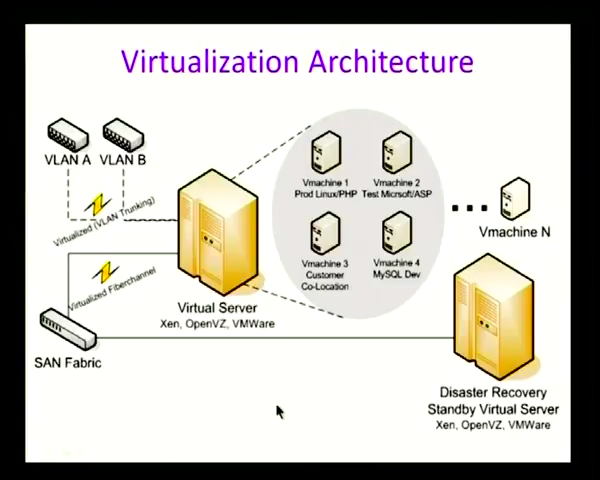 Virtualization Architecture
VLAN A
VLAN B
Virtualized (VLAN Trunking)
Virtualized Fiberchannel
SAN Fabric
Virtual Server
Xen, OpenVZ, VMWare
Vmachine 1
Prod Linux/PHP
Vmachine 2
Test Micrsoft/ASP
Vmachine 3
Customer
Co-Location
Vmachine 4
MySQL Dev
Vmachine N
Disaster Recovery
Standby Virtual Server
Xen, OpenVZ, VMWare